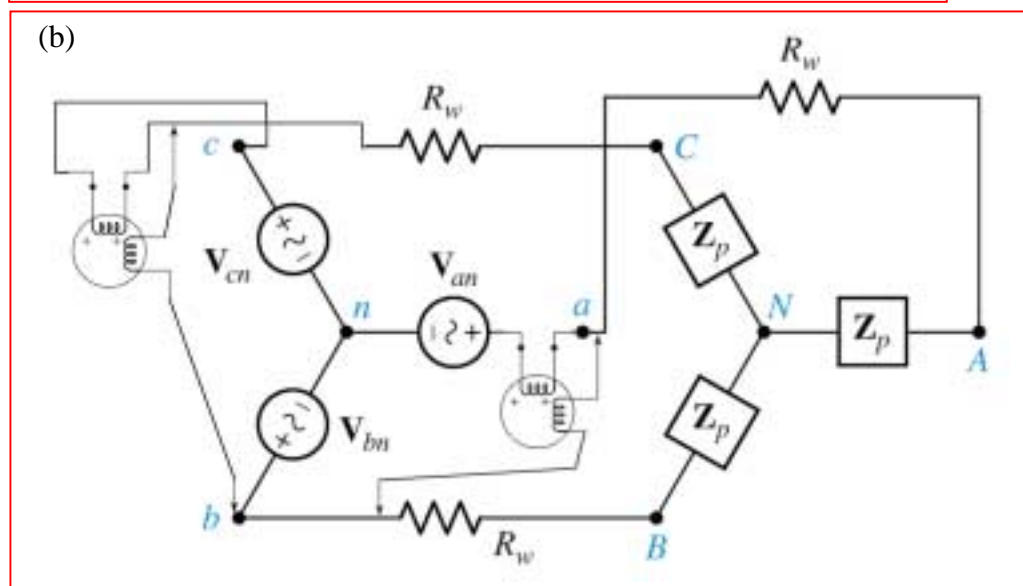 (b)
R_w
R_w
c
C
+
−
Z_p
+ +
V_cn
V_an
n
a
N
− +
Z_p
A
+ +
−
+
V_bn
Z_p
b
R_w
B